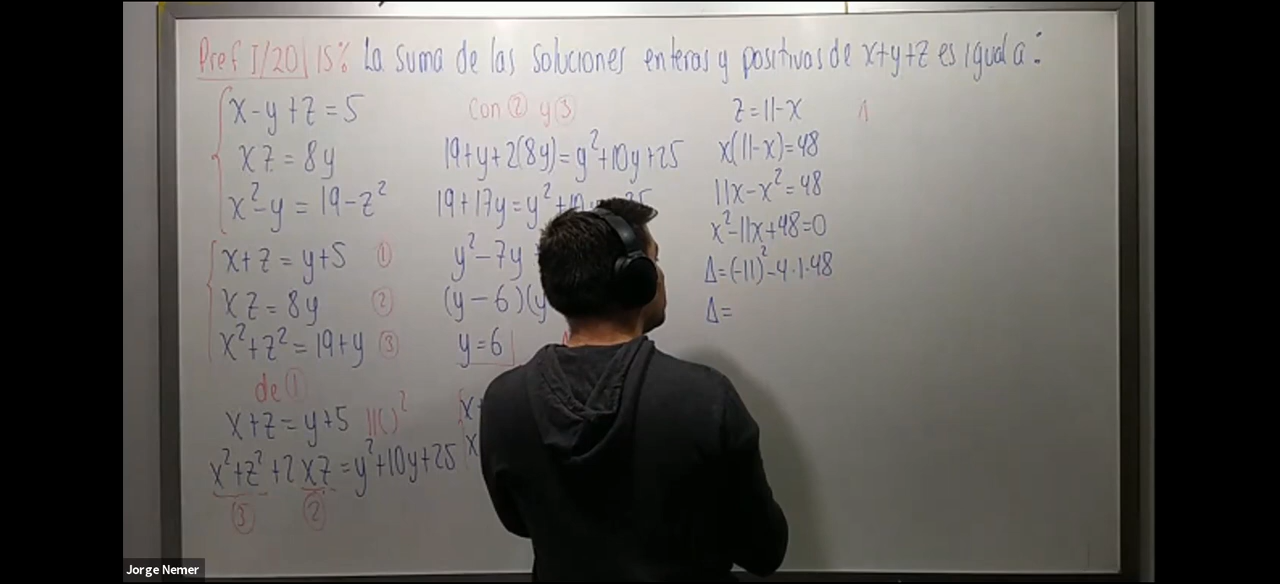 Pref I/20 | 15% La suma de las soluciones enteras y positivas de x+y+z es igual a:
x-y+z=5
xz=8y
x²-y=19-z²
x+z=y+5 ①
xz=8y ②
x²+z²=19+y ③
de ①
x+z=y+5 ||( )²
x²+z²+2xz=y²+10y+25
③ ②
Con ② y ③
19+y+2(8y)=y²+10y+25
19+17y=y²+10 25
y²-7y
(y-6)(y
y=6
x+
x
z=11-x
x(11-x)=48
11x-x²=48
x²-11x+48=0
Δ=(-11)²-4·1·48
Δ=
Jorge Nemer